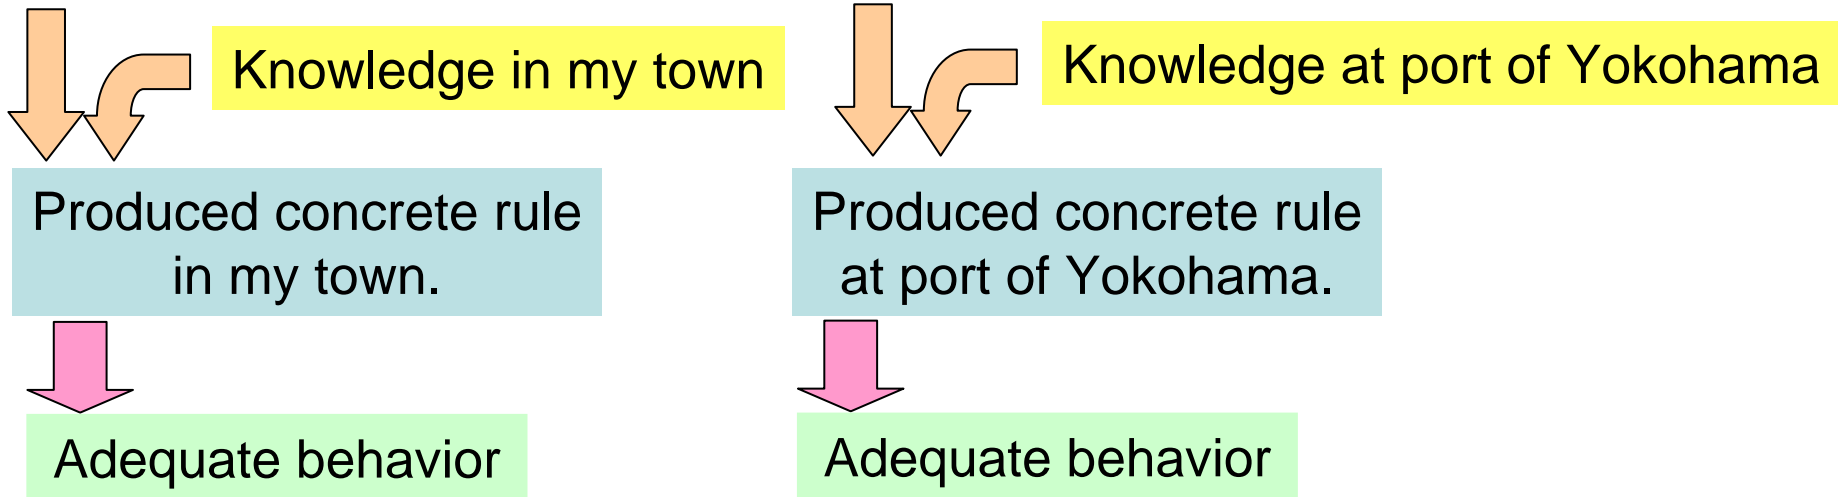 Knowledge in my town
Produced concrete rule
in my town.
Adequate behavior
Knowledge at port of Yokohama
Produced concrete rule
at port of Yokohama.
Adequate behavior